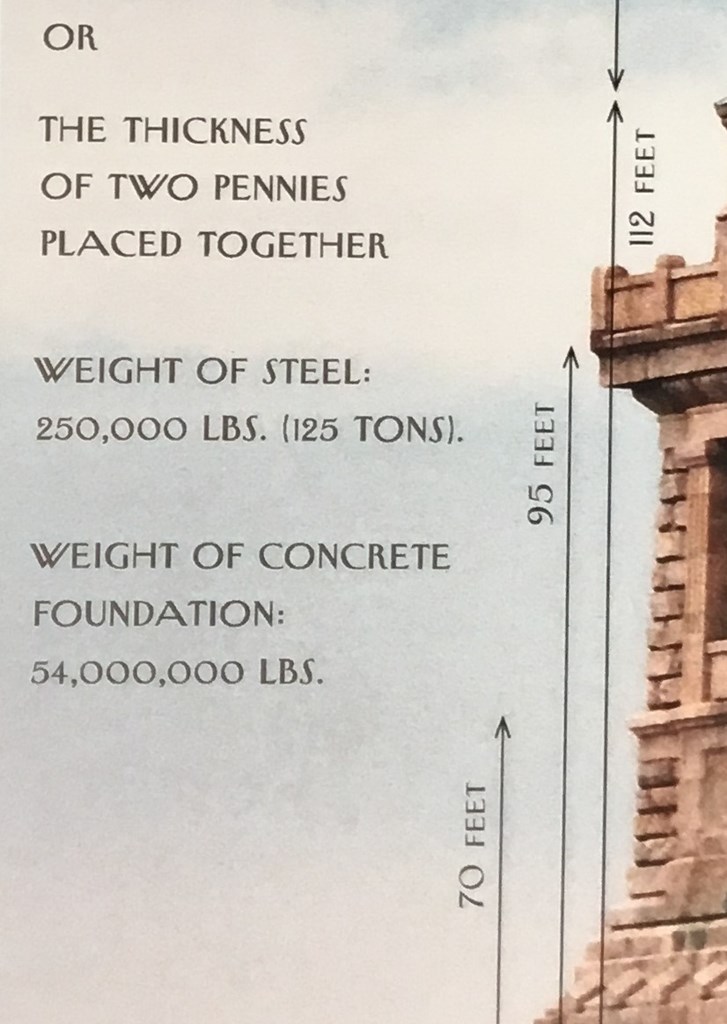 OR
THE THICKNESS
OF TWO PENNIES
PLACED TOGETHER
WEIGHT OF STEEL:
250,000 LBS. (125 TONS).
WEIGHT OF CONCRETE
FOUNDATION:
54,000,000 LBS.
112 FEET
95 FEET
70 FEET